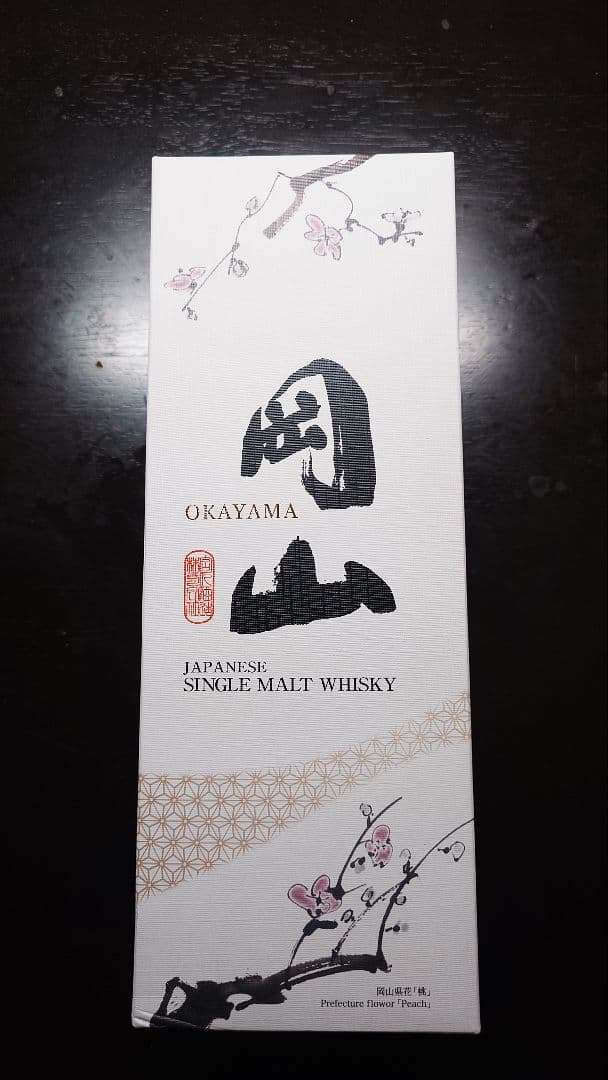 岡
OKAYAMA
山
JAPANESE
SINGLE MALT WHISKY
岡山県花「桃」
Prefecture flower「Peach」